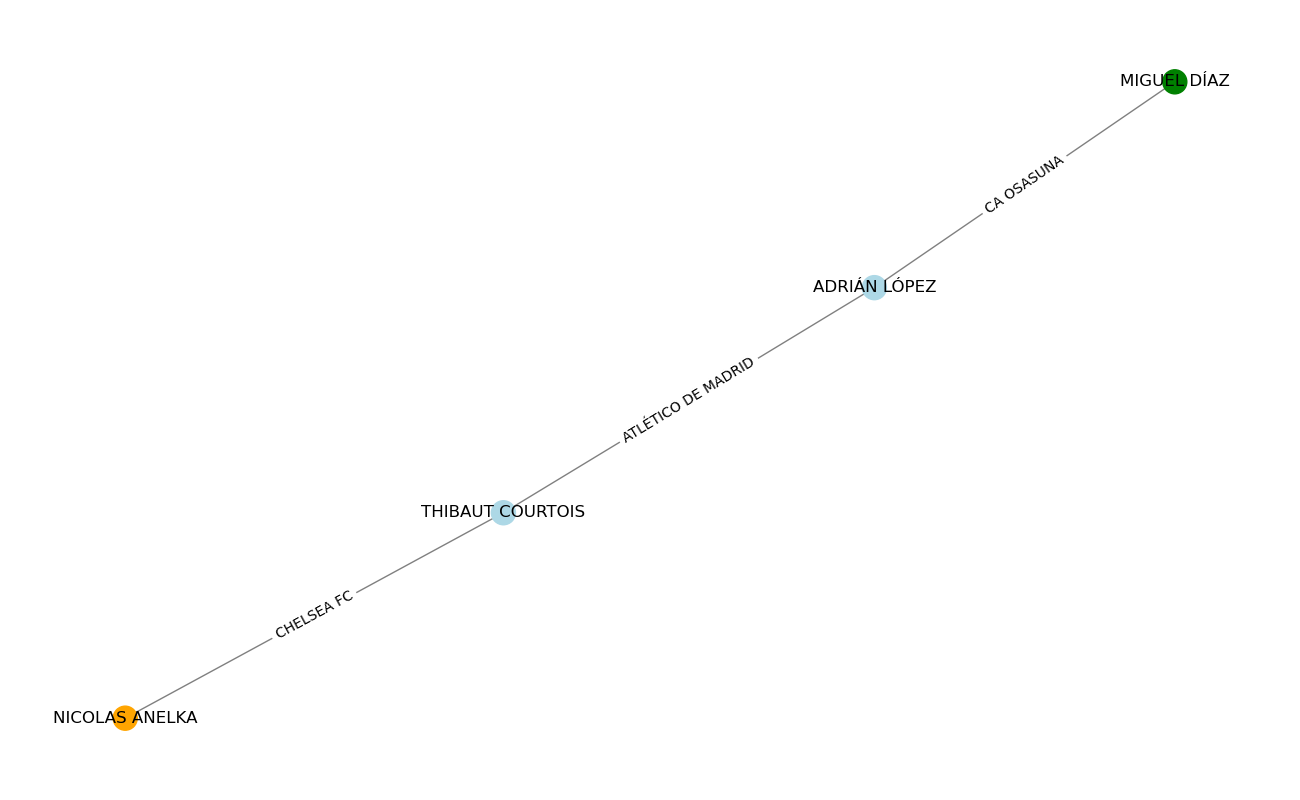 MIGUEL DÍAZ
CA OSASUNA
ADRIÁN LÓPEZ
ATLÉTICO DE MADRID
THIBAUT COURTOIS
CHELSEA FC
NICOLAS ANELKA